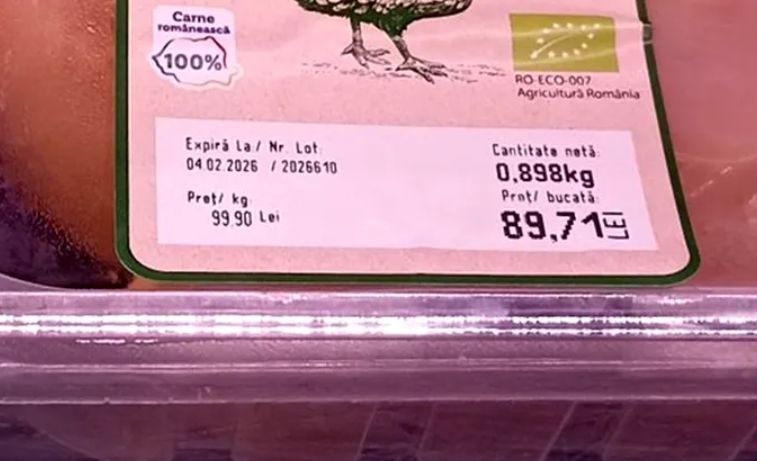 Carne
românească
100%
RO-ECO-007
Agricultură România
Expiră La:/ Nr. Lot:
04.02.2026 / 2026610
Preț/ kg:
99.90 Lei
Cantitate netă:
0,898kg
Preț/ bucată:
89,71 LEI